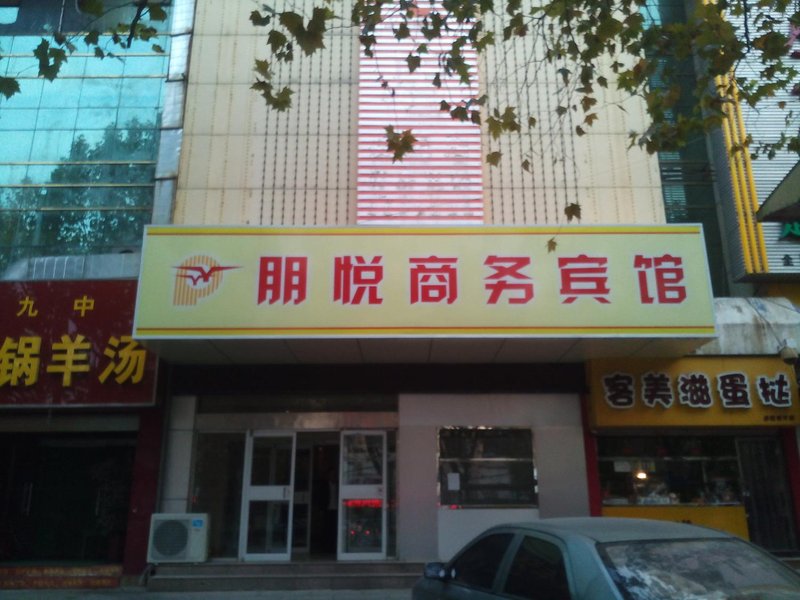 朋悦商务宾馆
九中
锅羊汤
客美滋蛋挞